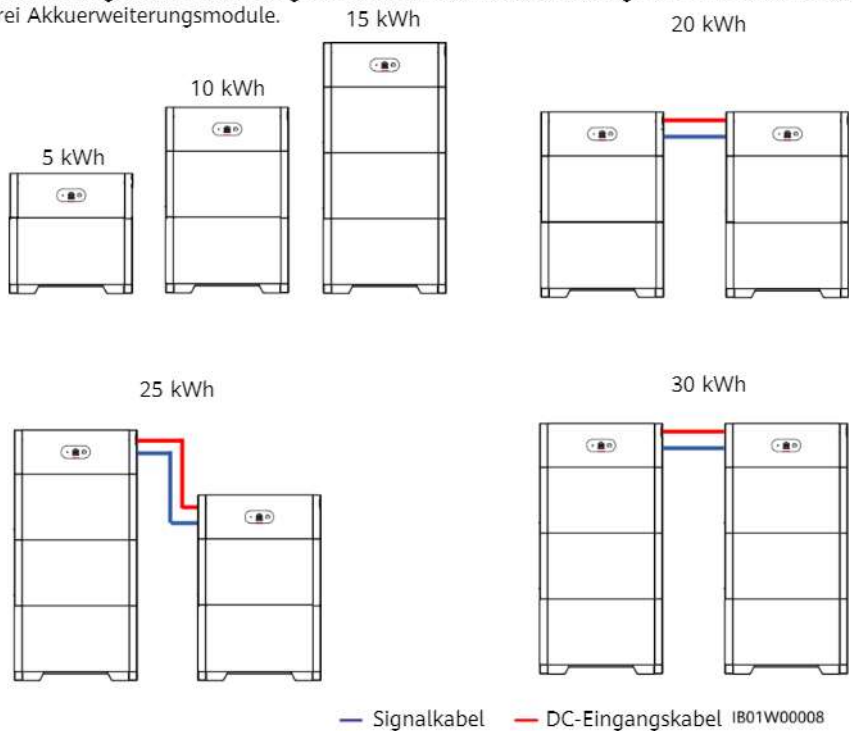 rei Akkuerweiterungsmodule.
15 kWh
20 kWh
10 kWh
5 kWh
25 kWh
30 kWh
Signalkabel
DC-Eingangskabel
IB01W00008